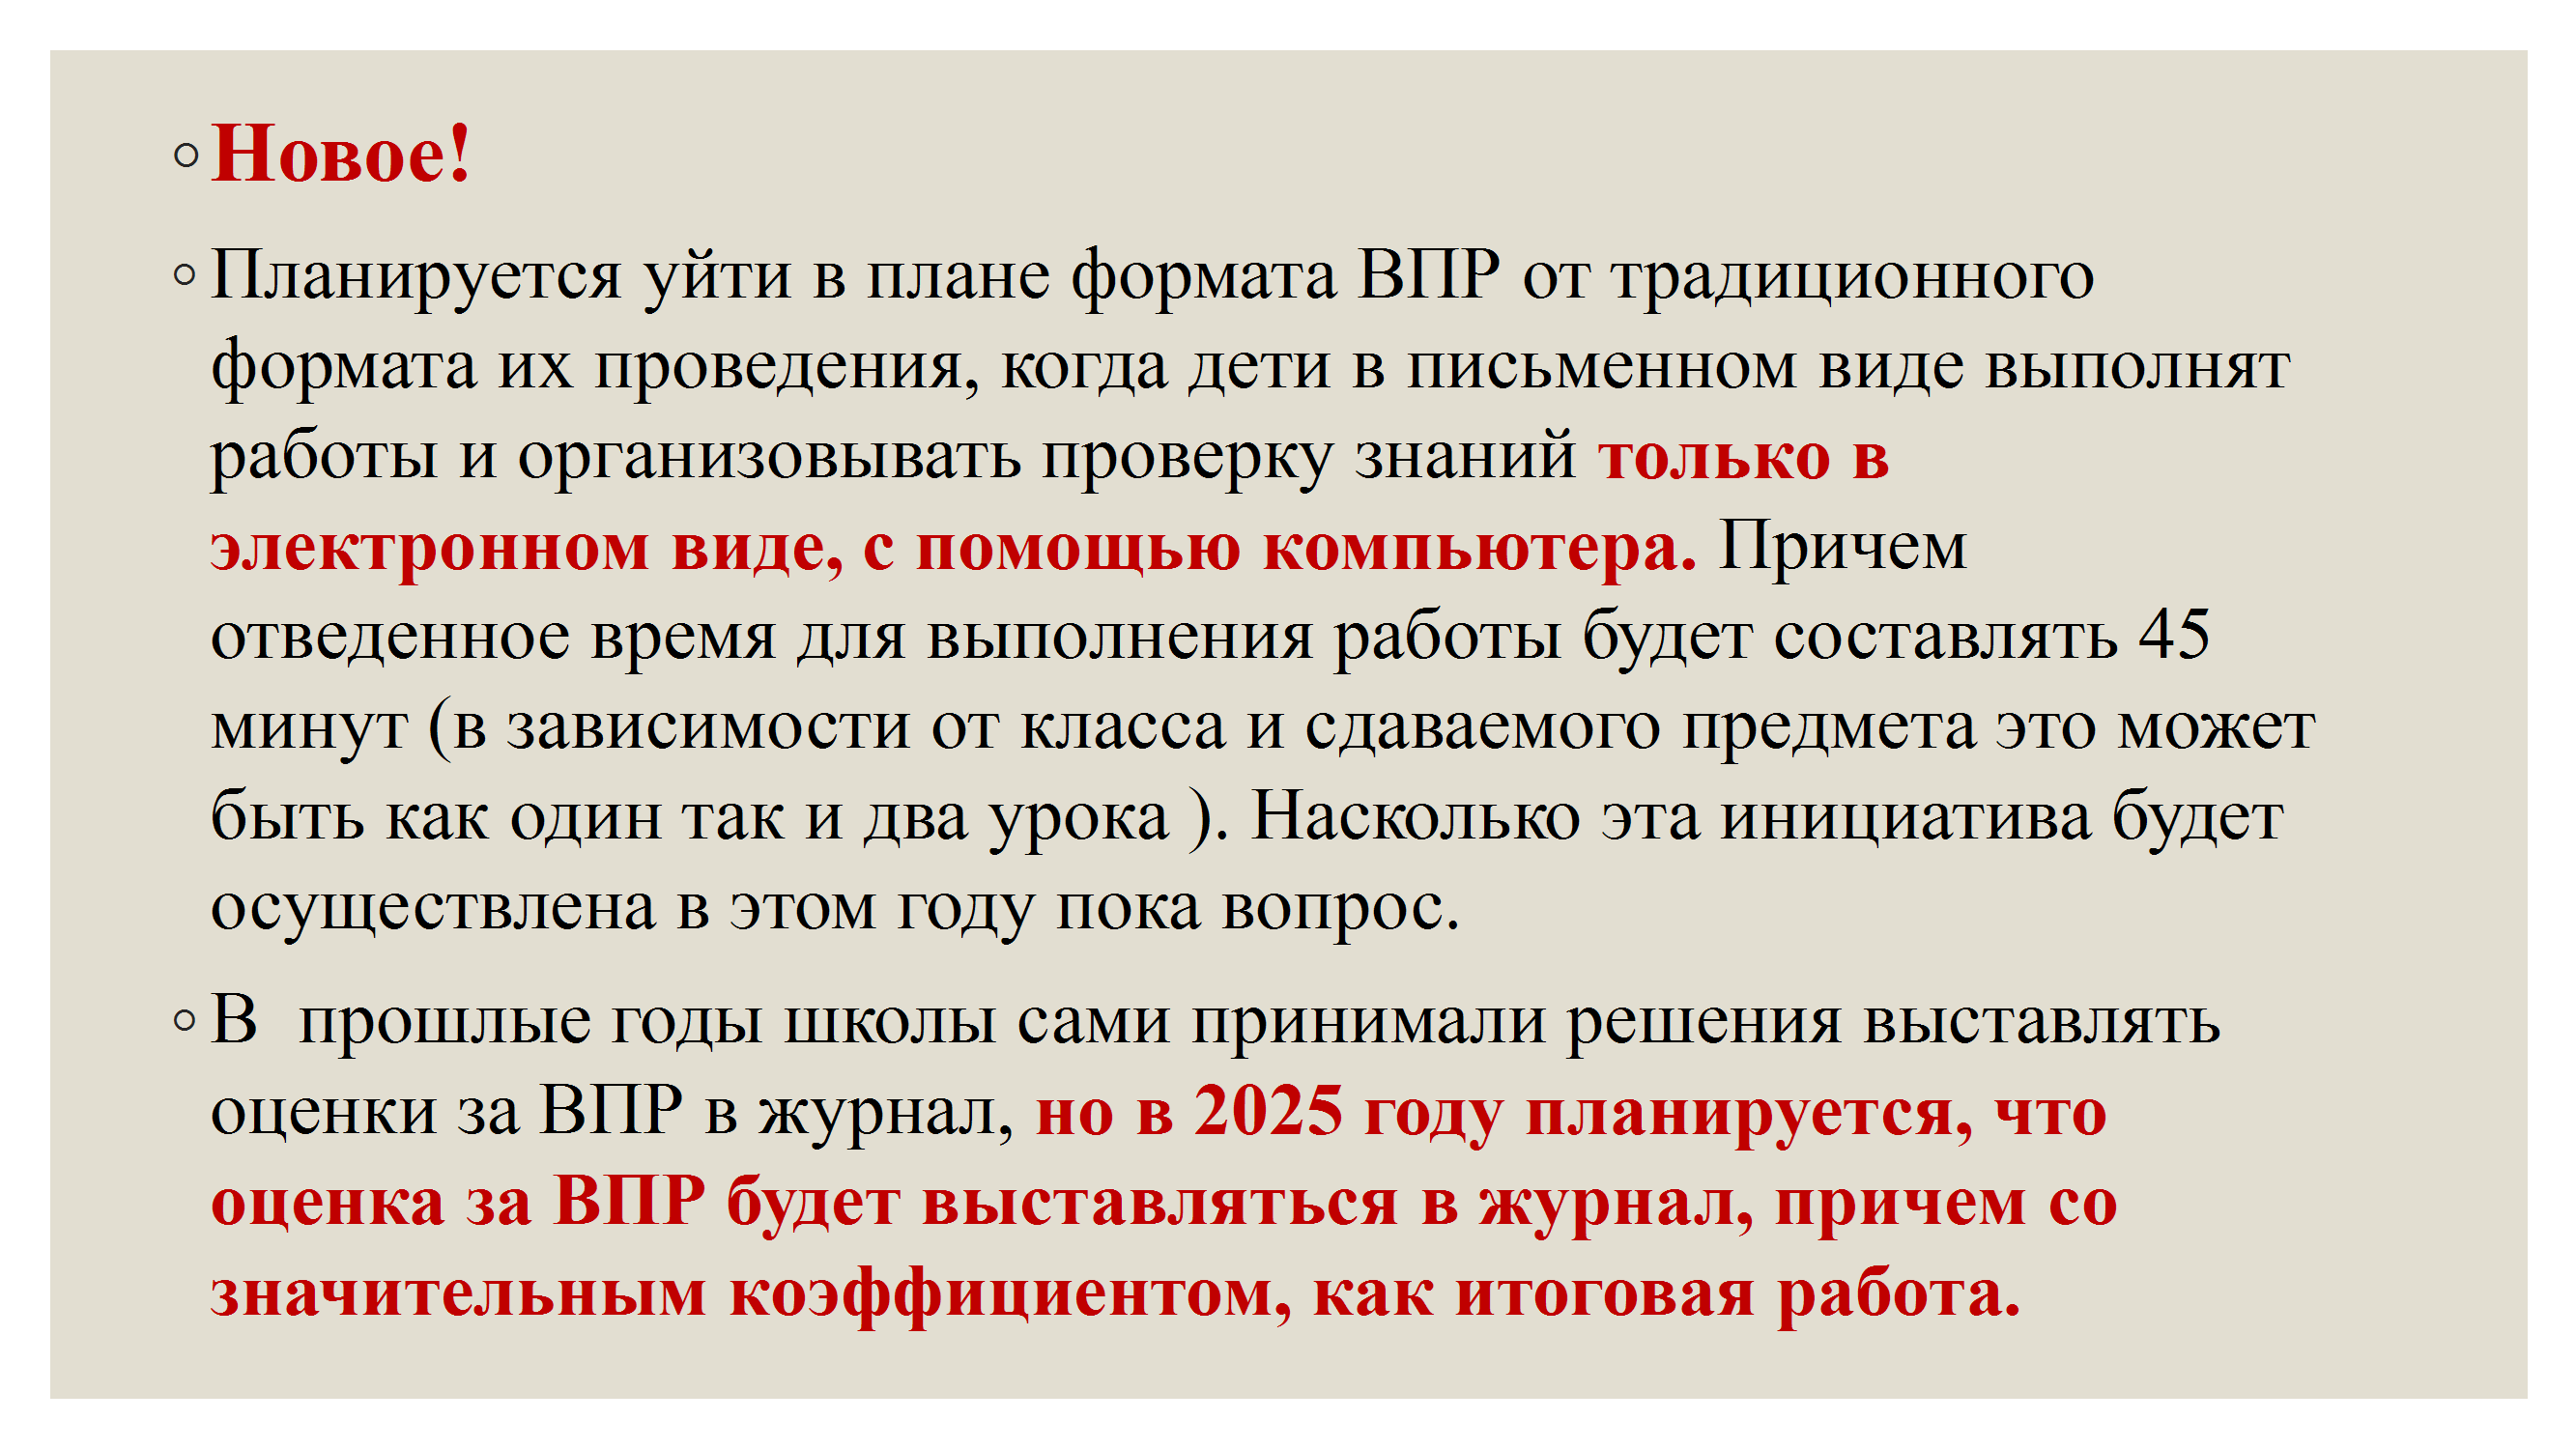 Новое!
Планируется уйти в плане формата ВПР от традиционного
формата их проведения, когда дети в письменном виде выполнят
работы и организовывать проверку знаний только в
электронном виде, с помощью компьютера. Причем
отведенное время для выполнения работы будет составлять 45
минут (в зависимости от класса и сдаваемого предмета это может
быть как один так и два урока ). Насколько эта инициатива будет
осуществлена в этом году пока вопрос.
В  прошлые годы школы сами принимали решения выставлять
оценки за ВПР в журнал, но в 2025 году планируется, что
оценка за ВПР будет выставляться в журнал, причем со
значительным коэффициентом, как итоговая работа.